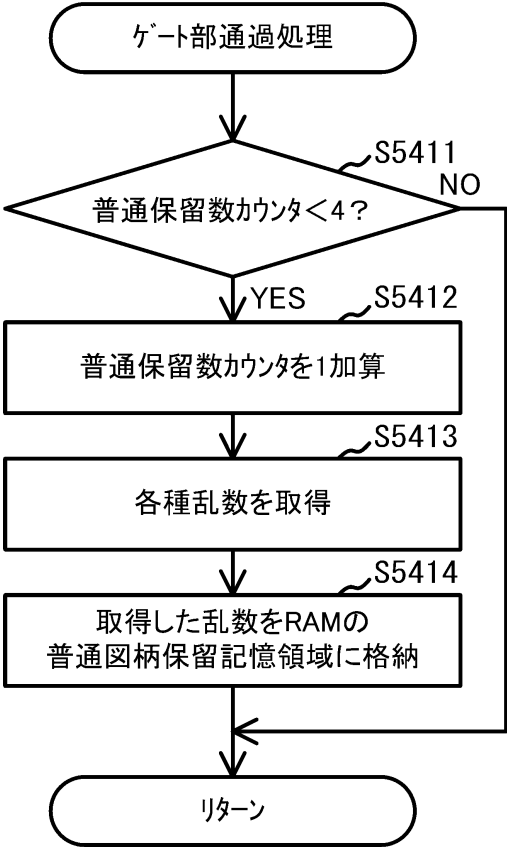 ｹﾞｰﾄ部通過処理
S5411
普通保留数ｶｳﾝﾀ＜4？
NO
YES
S5412
普通保留数ｶｳﾝﾀを1加算
S5413
各種乱数を取得
S5414
取得した乱数をRAMの
普通図柄保留記憶領域に格納
ﾘﾀｰﾝ